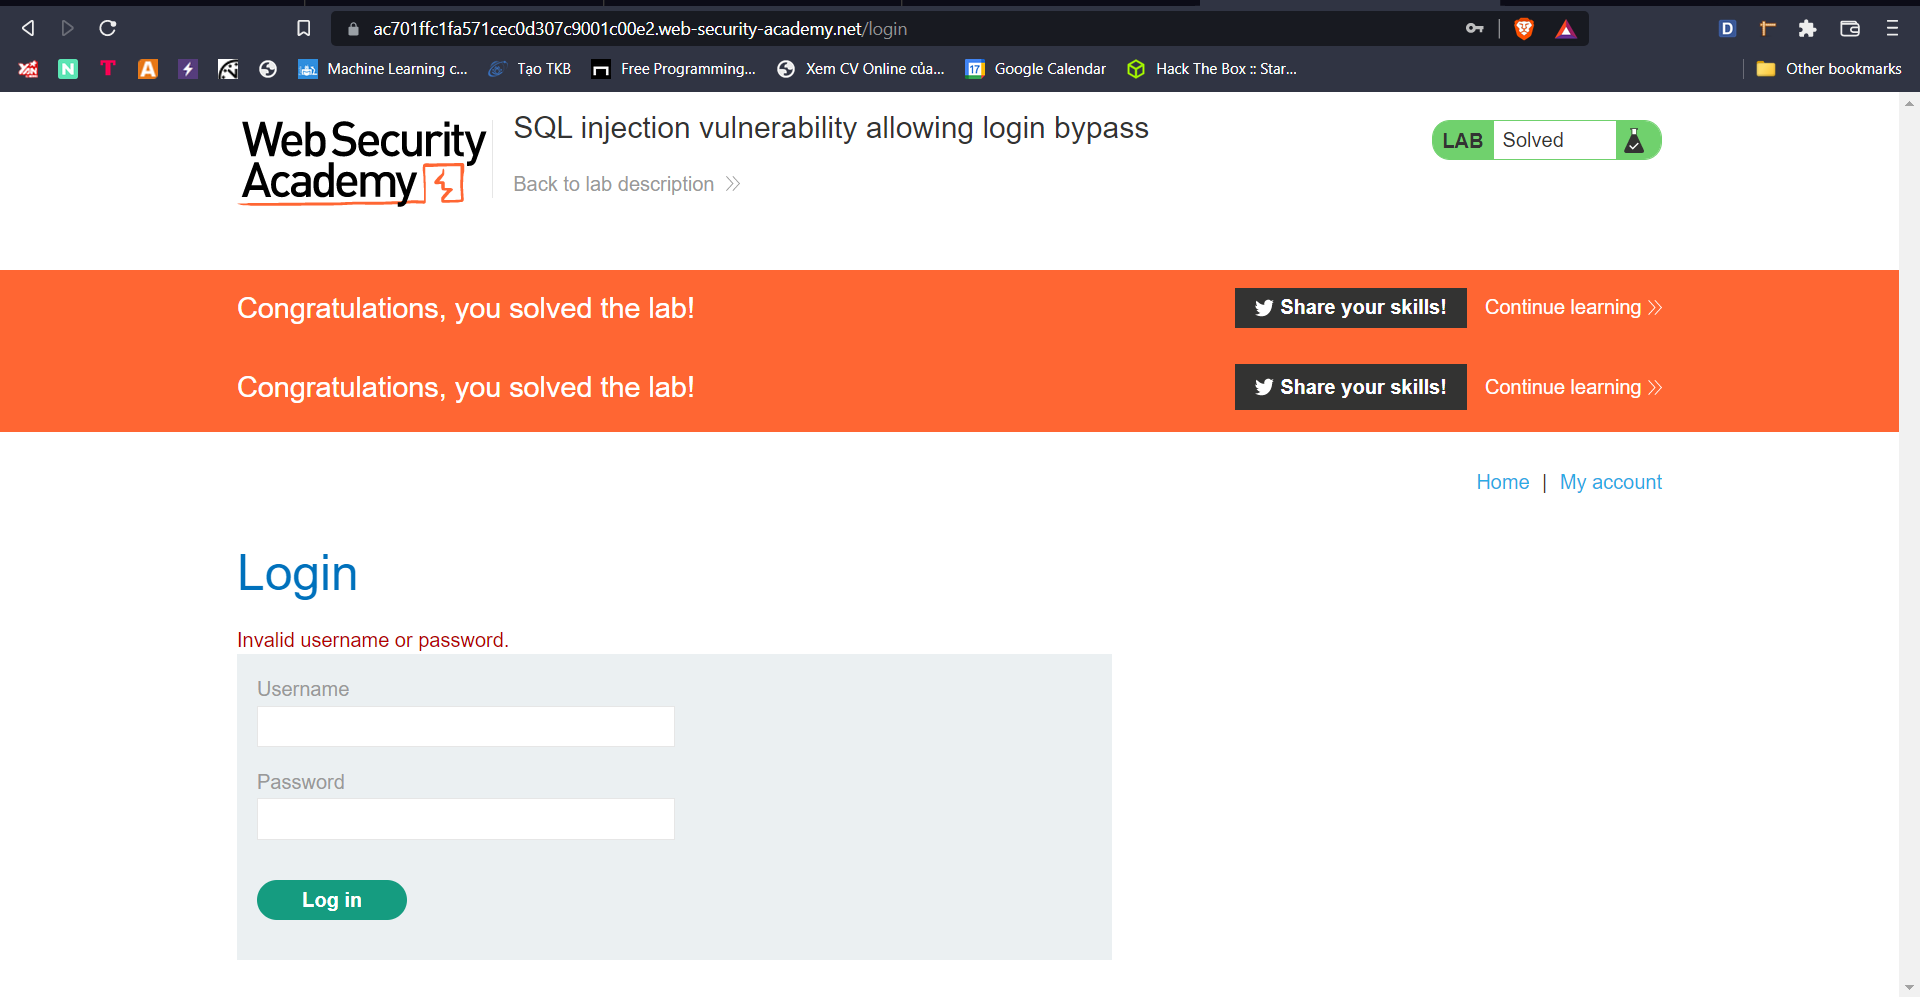 ac701ffc1fa571cec0d307c9001c00e2.web-security-academy.net/login
D
N
T
A
Machine Learning c...
Tạo TKB
Free Programming...
Xem CV Online của...
17
Google Calendar
Hack The Box :: Star...
Other bookmarks
Web Security
Academy
SQL injection vulnerability allowing login bypass
Back to lab description
LAB Solved
Congratulations, you solved the lab!
Share your skills!
Continue learning
Congratulations, you solved the lab!
Share your skills!
Continue learning
Home | My account
Login
Invalid username or password.
Username
Password
Log in